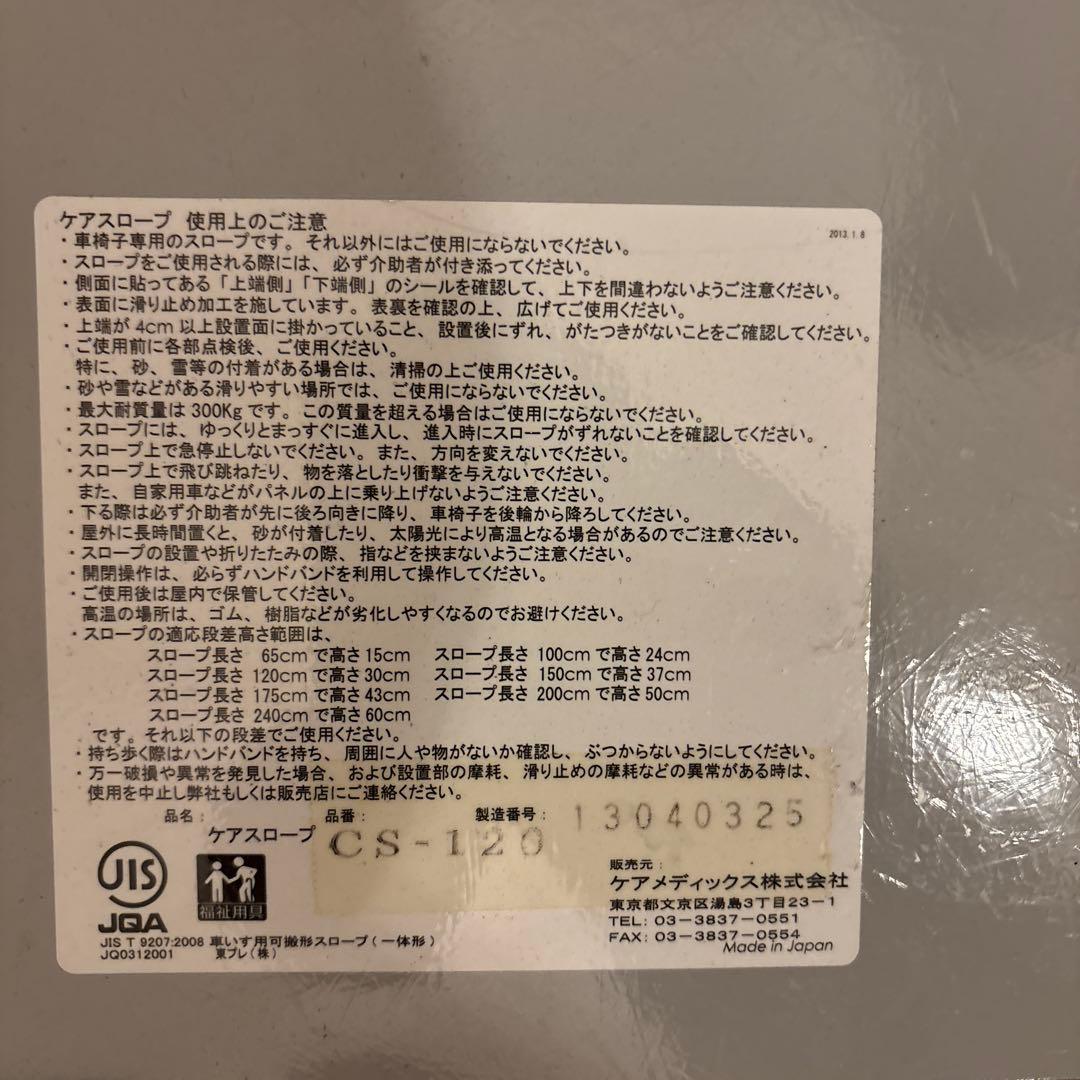 ケアスロープ 使用上のご注意
2013.1.8
・車椅子専用のスロープです。それ以外にはご使用にならないでください。
・スロープをご使用される際には、必ず介助者が付き添ってください。
・側面に貼ってある「上端側」「下端側」のシールを確認して、上下を間違わないようご注意ください。
・表面に滑り止め加工を施しています。表裏を確認の上、広げてご使用ください。
・上端が 4cm 以上設置面に掛かっていること、設置後にずれ、がたつきがないことをご確認してください。
・ご使用前に各部点検後、ご使用ください。
特に、砂、雪等の付着がある場合は、清掃の上ご使用ください。
・砂や雪などがある滑りやすい場所では、ご使用にならないでください。
・最大耐質量は 300Kg です。この質量を超える場合はご使用にならないでください。
・スロープには、ゆっくりとまっすぐに進入し、進入時にスロープがずれないことを確認してください。
・スロープ上で急停止しないでください。また、方向を変えないでください。
・スロープ上で飛び跳ねたり、物を落としたり衝撃を与えないでください。
また、自家用車などがパネルの上に乗り上げないようご注意ください。
・下る際は必ず介助者が先に後ろ向きに降り、車椅子を後輪から降ろしてください。
・屋外に長時間置くと、砂が付着したり、太陽光により高温となる場合があるのでご注意ください。
・スロープの設置や折りたたみの際、指などを挟まないようご注意ください。
・開閉操作は、必らずハンドバンドを利用して操作してください。
・ご使用後は屋内で保管してください。
高温の場所は、ゴム、樹脂などが劣化しやすくなるのでお避けください。
・スロープの適応段差高さ範囲は、
スロープ長さ 65cm で高さ 15cm スロープ長さ 100cm で高さ 24cm
スロープ長さ 120cm で高さ 30cm スロープ長さ 150cm で高さ 37cm
スロープ長さ 175cm で高さ 43cm スロープ長さ 200cm で高さ 50cm
スロープ長さ 240cm で高さ 60cm
です。それ以下の段差でご使用ください。
・持ち歩く際はハンドバンドを持ち、周囲に人や物がないか確認し、ぶつからないようにしてください。
・万一破損や異常を発見した場合、および設置部の摩耗、滑り止めの摩耗などの異常がある時は、
使用を中止し弊社もしくは販売店にご連絡ください。
品名： ケアスロープ 品番： CS-120 製造番号： 13040325
JIS
JQA
福祉用具
JIS T 9207:2008 車いす用可搬形スロープ(一体形)
JQ0312001 東プレ(株)
販売元：
ケアメディックス株式会社
東京都文京区湯島3丁目23－1
TEL: 03－3837－0551
FAX: 03－3837－0554
Made in Japan